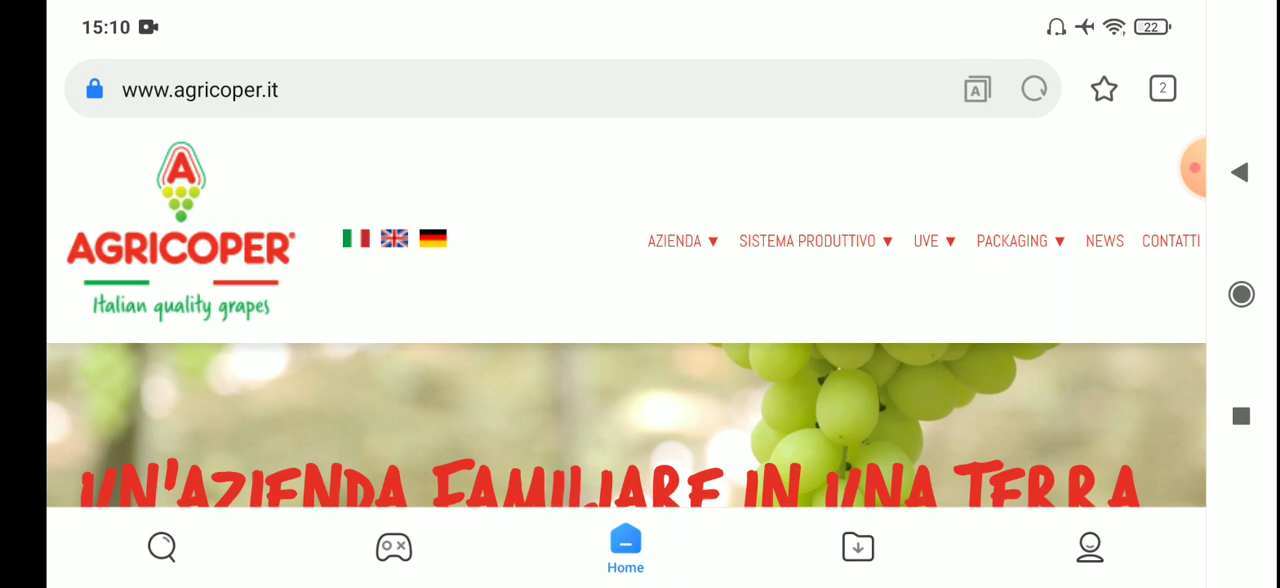 15:10
22
www.agricoper.it
A
2
A
AGRICOPER®
Italian quality grapes
AZIENDA ▼ SISTEMA PRODUTTIVO ▼ UVE ▼ PACKAGING ▼ NEWS CONTATTI
UN'AZIENDA FAMILIARE IN UNA TERRA
Home